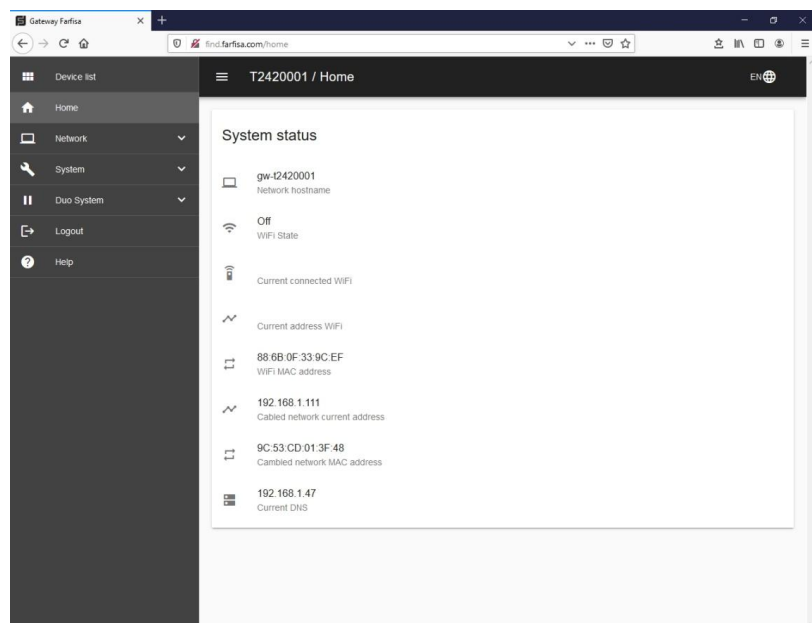 Gateway Farfisa
find.farfisa.com/home
Device list
Home
Network
System
Duo System
Logout
Help
T2420001 / Home
EN
System status
gw-t2420001
Network hostname
Off
WiFi State
Current connected WiFi
Current address WiFi
88:6B:0F:33:9C:EF
WiFi MAC address
192.168.1.111
Cabled network current address
9C:53:CD:01:3F:48
Cambled network MAC address
192.168.1.47
Current DNS